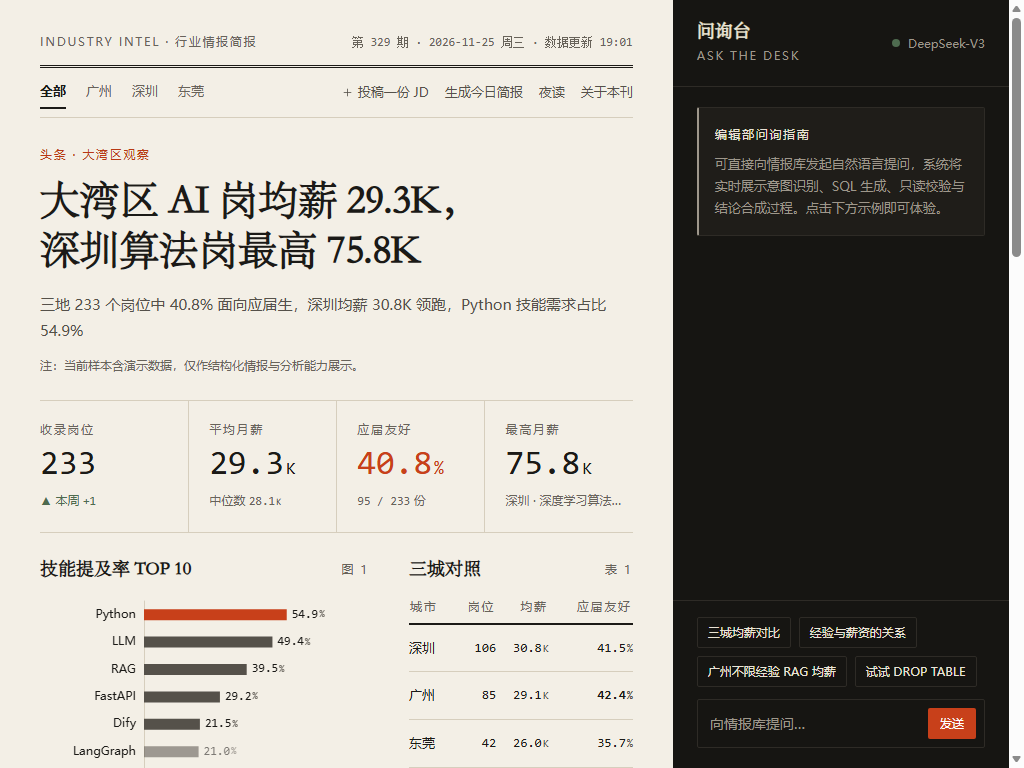 INDUSTRY INTEL · 行业情报简报
第 329 期 · 2026-11-25 周三 · 数据更新 19:01
全部 广州 深圳 东莞
+ 投稿一份 JD 生成今日简报 夜读 关于本刊
头条 · 大湾区观察
大湾区 AI 岗均薪 29.3K，
深圳算法岗最高 75.8K
三地 233 个岗位中 40.8% 面向应届生，深圳均薪 30.8K 领跑，Python 技能需求占比
54.9%
注：当前样本含演示数据，仅作结构化情报与分析能力展示。
收录岗位
233
▲ 本周 +1
平均月薪
29.3K
中位数 28.1K
应届友好
40.8%
95 / 233 份
最高月薪
75.8K
深圳 · 深度学习算法...
技能提及率 TOP 10
图 1
Python 54.9%
LLM 49.4%
RAG 39.5%
FastAPI 29.2%
Dify 21.5%
LangGraph 21.0%
三城对照
表 1
城市 岗位 均薪 应届友好
深圳 106 30.8K 41.5%
广州 85 29.1K 42.4%
东莞 42 26.0K 35.7%
问询台
ASK THE DESK
DeepSeek-V3
编辑部问询指南
可直接向情报库发起自然语言提问，系统将
实时展示意图识别、SQL 生成、只读校验与
结论合成过程。点击下方示例即可体验。
三城均薪对比
经验与薪资的关系
广州不限经验 RAG 均薪
试试 DROP TABLE
向情报库提问...
发送